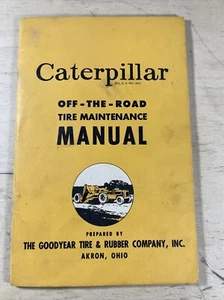 Caterpillar
OFF-THE-ROAD
TIRE MAINTENANCE
MANUAL
PREPARED BY
THE GOODYEAR TIRE & RUBBER COMPANY, INC.
AKRON, OHIO